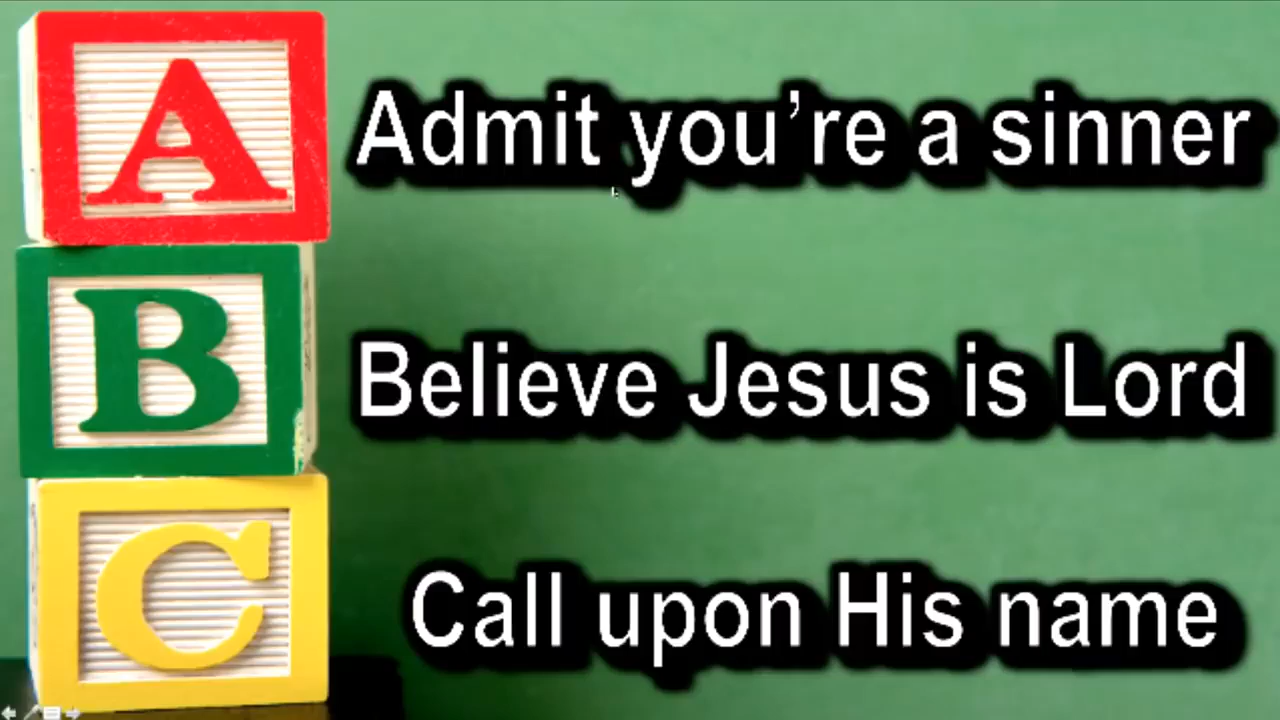 A
Admit you're a sinner
B
Believe Jesus is Lord
C
Call upon His name